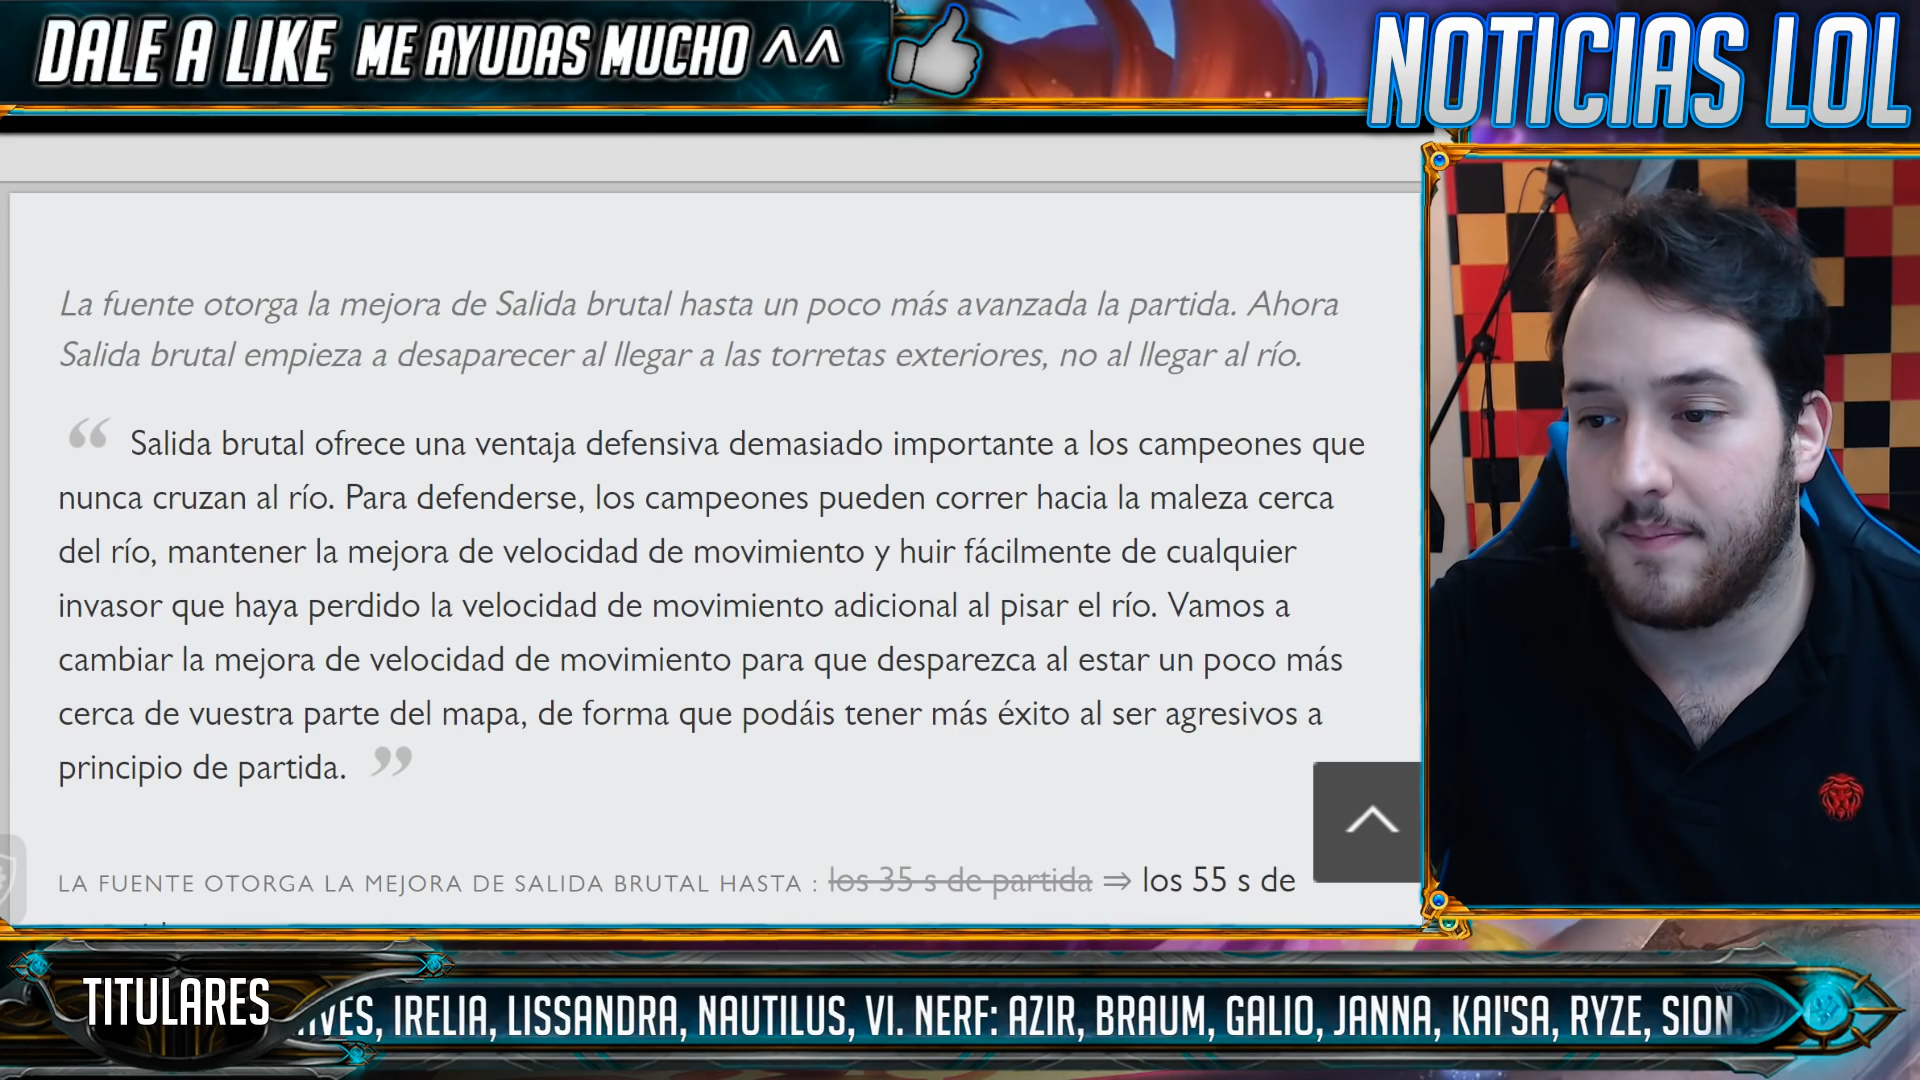 DALE A LIKE ME AYUDAS MUCHO ^^
NOTICIAS LOL
La fuente otorga la mejora de Salida brutal hasta un poco más avanzada la partida. Ahora
Salida brutal empieza a desaparecer al llegar a las torretas exteriores, no al llegar al río.
“ Salida brutal ofrece una ventaja defensiva demasiado importante a los campeones que
nunca cruzan al río. Para defenderse, los campeones pueden correr hacia la maleza cerca
del río, mantener la mejora de velocidad de movimiento y huir fácilmente de cualquier
invasor que haya perdido la velocidad de movimiento adicional al pisar el río. Vamos a
cambiar la mejora de velocidad de movimiento para que desparezca al estar un poco más
cerca de vuestra parte del mapa, de forma que podáis tener más éxito al ser agresivos a
principio de partida. ”
LA FUENTE OTORGA LA MEJORA DE SALIDA BRUTAL HASTA : los 35 s de partida ⇒ los 55 s de
TITULARES
IVES, IRELIA, LISSANDRA, NAUTILUS, VI. NERF: AZIR, BRAUM, GALIO, JANNA, KAI'SA, RYZE, SION